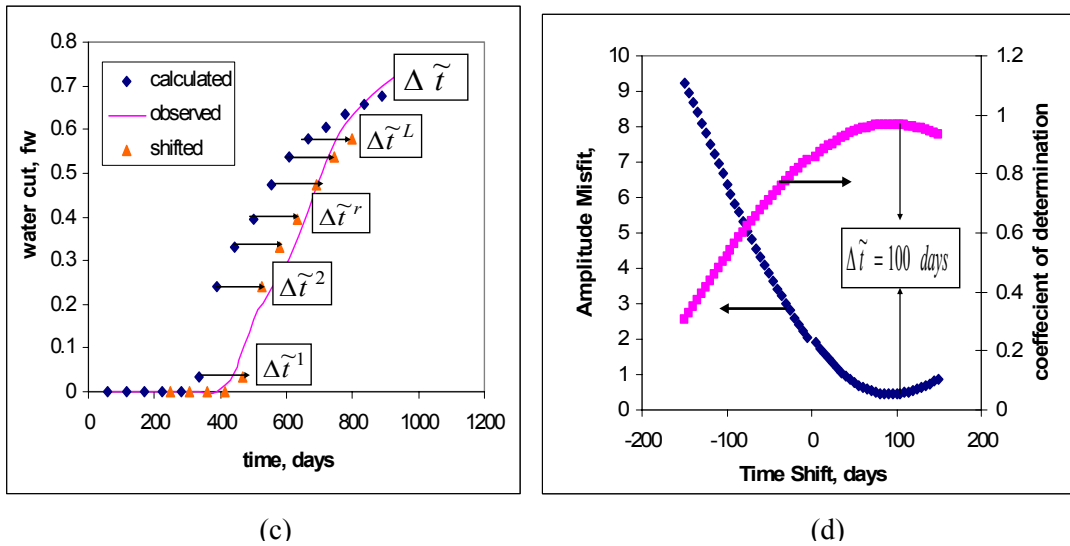 0.8
0.7
0.6
0.5
0.4
0.3
0.2
0.1
0
water cut, fw
calculated
observed
shifted
Δ t̃
Δt̃ᴸ
Δt̃ʳ
Δt̃²
Δt̃¹
0 200 400 600 800 1000 1200
time, days
(c)
10
9
8
7
6
5
4
3
2
1
0
Amplitude Misfit,
Δt̃ = 100 days
1.2
1
0.8
0.6
0.4
0.2
0
coeffecient of determination
-200 -100 0 100 200
Time Shift, days
(d)